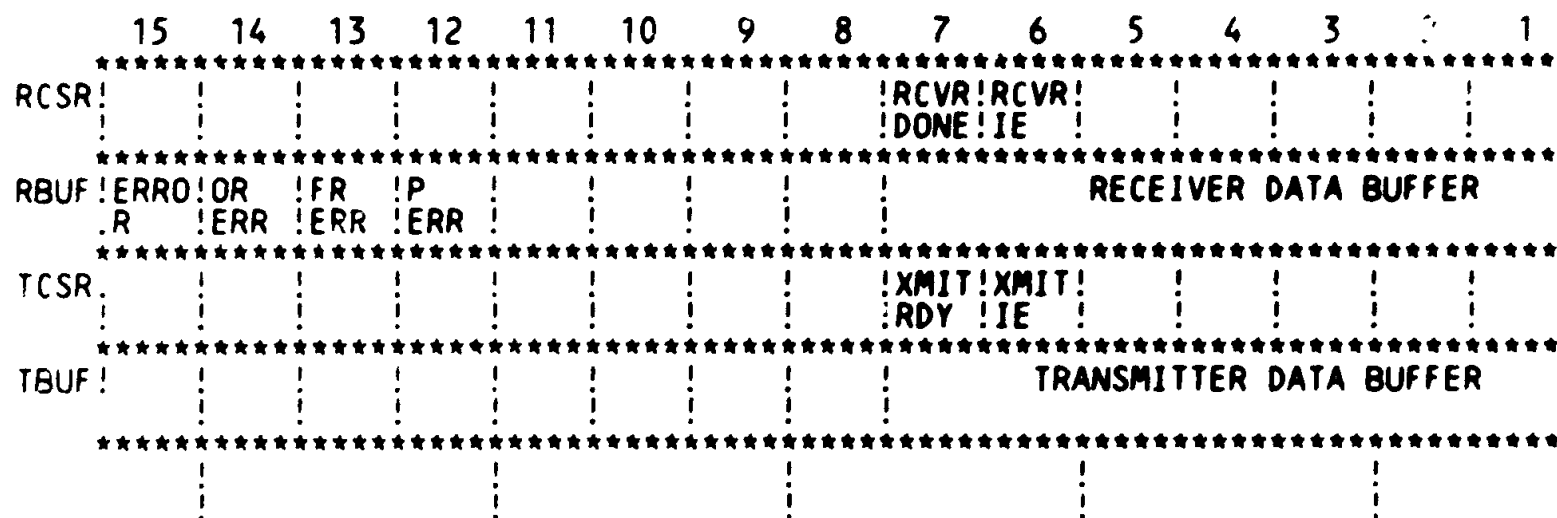 15 14 13 12 11 10 9 8 7 6 5 4 3 1
*******************************************************************
RCSR! ! ! ! ! ! ! ! !RCVR!RCVR! ! ! ! !
! ! ! ! ! ! ! ! !DONE!IE ! ! ! ! !
*******************************************************************
RBUF !ERRO!OR !FR !P ! ! ! ! ! RECEIVER DATA BUFFER
.R !ERR !ERR !ERR ! ! ! ! !
*******************************************************************
TCSR. ! ! ! ! ! ! ! !XMIT!XMIT! ! ! ! !
! ! ! ! ! ! ! ! !RDY !IE ! ! ! ! !
*******************************************************************
TBUF! ! ! ! ! ! ! ! ! TRANSMITTER DATA BUFFER
*******************************************************************